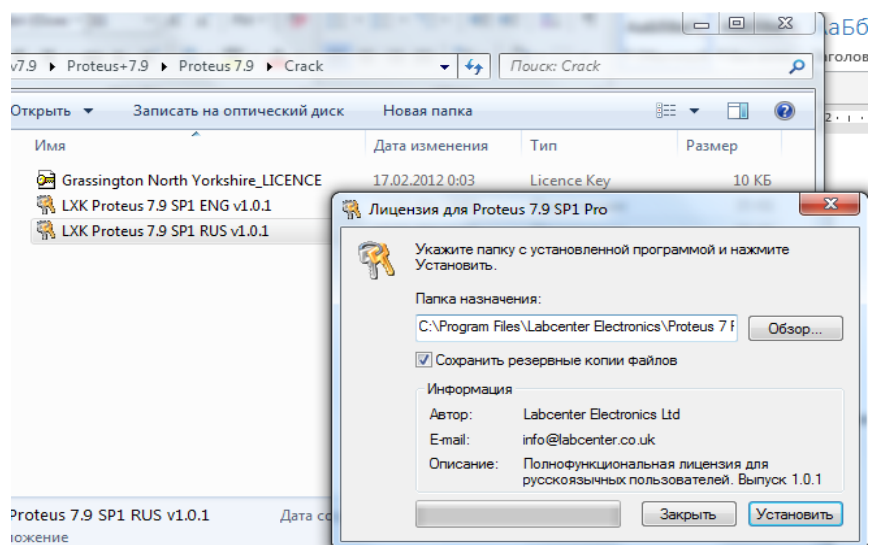 аБб
v7.9 ▸ Proteus+7.9 ▸ Proteus 7.9 ▸ Crack
Поиск: Crack
Открыть
Записать на оптический диск
Новая папка
2
Имя
Дата изменения
Тип
Размер
Grassington North Yorkshire_LICENCE
17.02.2012 0:03
Licence Key
10 КБ
LXK Proteus 7.9 SP1 ENG v1.0.1
LXK Proteus 7.9 SP1 RUS v1.0.1
Лицензия для Proteus 7.9 SP1 Pro
Укажите папку с установленной программой и нажмите
Установить.
Папка назначения:
C:\Program Files\Labcenter Electronics\Proteus 7 F
Обзор...
Сохранить резервные копии файлов
Информация
Автор:
Labcenter Electronics Ltd
E-mail:
info@labcenter.co.uk
Описание:
Полнофункциональная лицензия для
русскоязычных пользователей. Выпуск 1.0.1
Закрыть
Установить
Proteus 7.9 SP1 RUS v1.0.1
Дата со
ложение